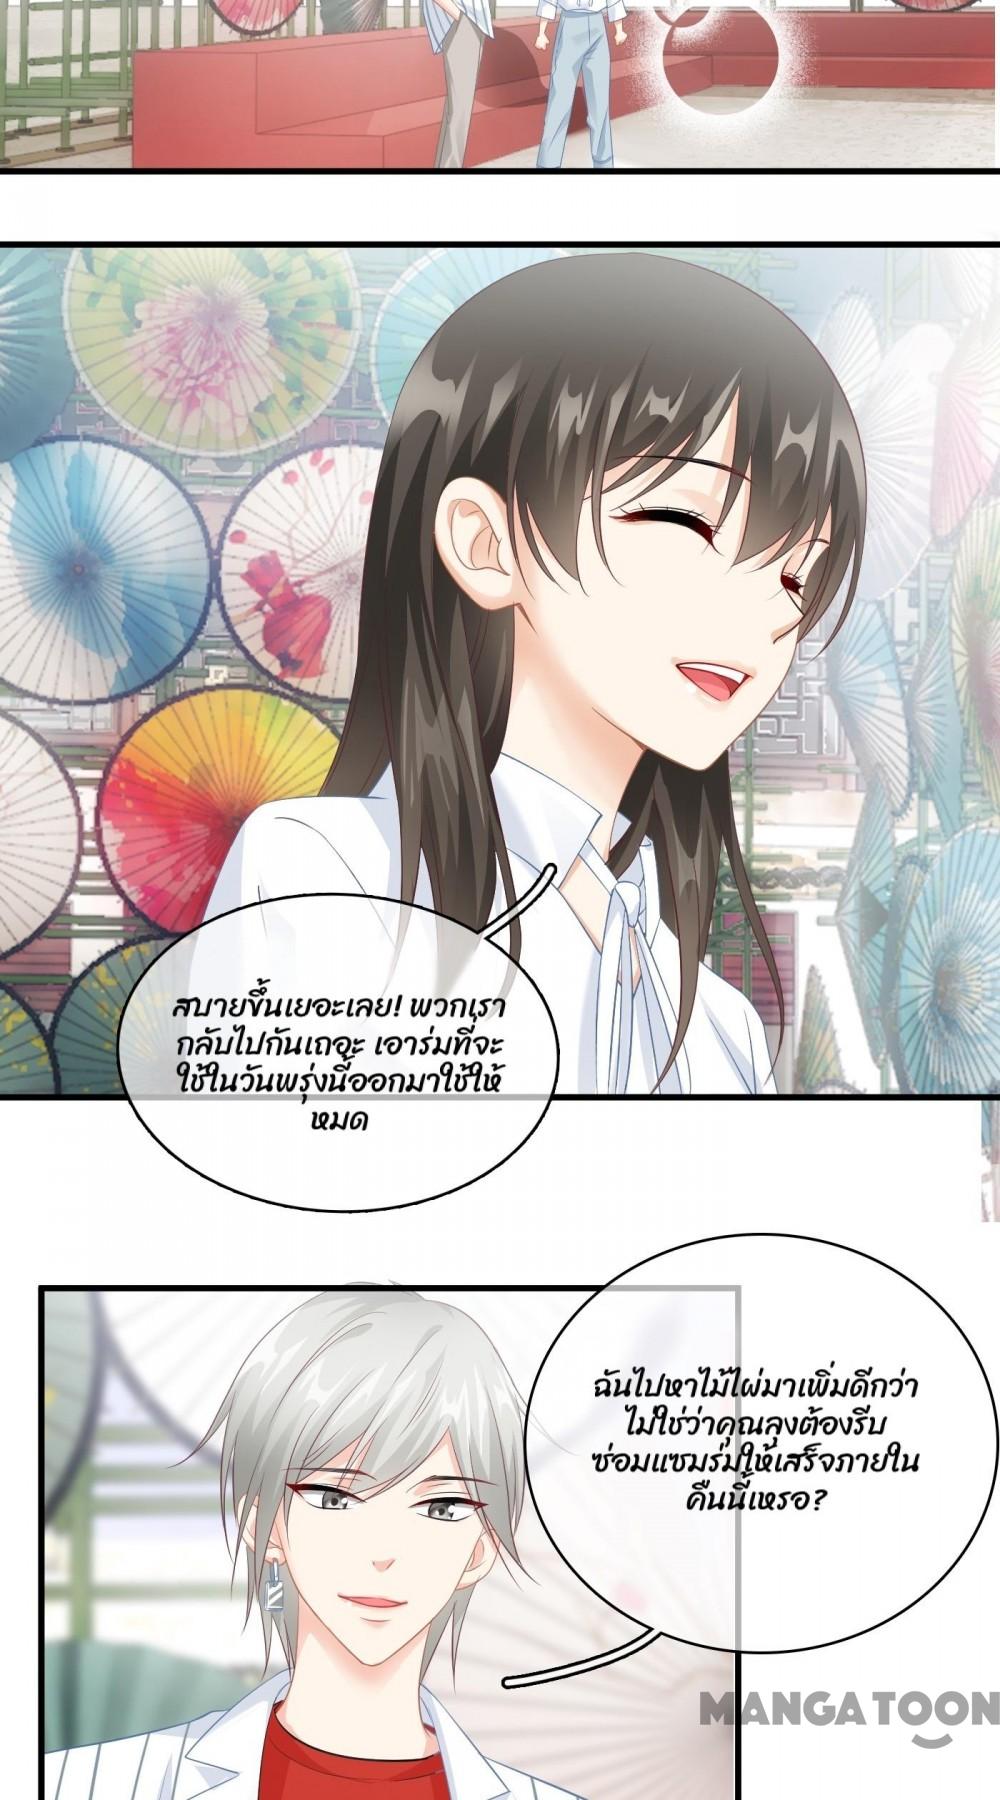 สบายขึ้นเยอะเลย! พวกเรา
กลับไปกันเถอะ เอาร่มที่จะ
ใช้ในวันพรุ่งนี้ออกมาใช้ให้
หมด
ฉันไปหาไม้ไผ่มาเพิ่มดีกว่า
ไม่ใช่ว่าคุณลุงต้องรีบ
ซ่อมแซมร่มให้เสร็จภายใน
คืนนี้เหรอ?
MANGATOON